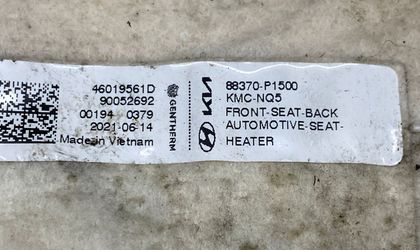 46019561D
90052692
00194 0379
2021-06-14
Made in Vietnam
GENTHERM
KIA
88370-P1500
KMC-NQ5
FRONT-SEAT-BACK
AUTOMOTIVE-SEAT-
HEATER